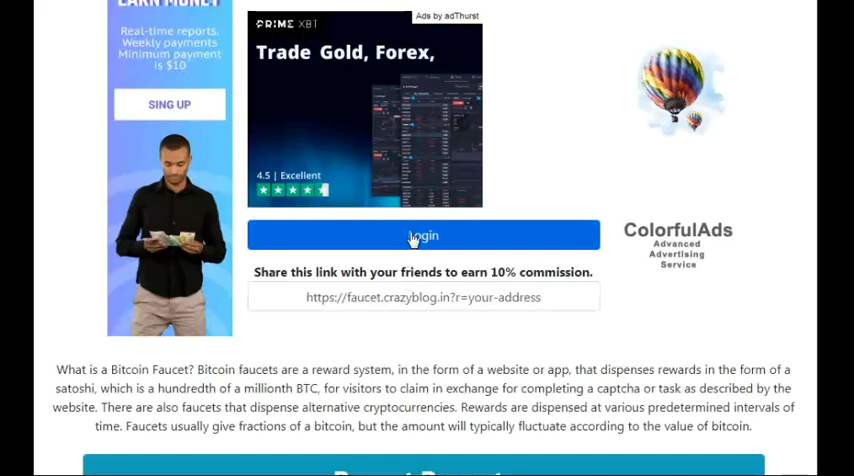 EARN MONEY
Real-time reports.
Weekly payments
Minimum payment
is $10
SING UP
PRIME XBT
Ads by adThurst
Trade Gold, Forex,
4.5 | Excellent
Login
Share this link with your friends to earn 10% commission.
https://faucet.crazyblog.in?r=your-address
ColorfulAds
Advanced
Advertising
Service
What is a Bitcoin Faucet? Bitcoin faucets are a reward system, in the form of a website or app, that dispenses rewards in the form of a
satoshi, which is a hundredth of a millionth BTC, for visitors to claim in exchange for completing a captcha or task as described by the
website. There are also faucets that dispense alternative cryptocurrencies. Rewards are dispensed at various predetermined intervals of
time. Faucets usually give fractions of a bitcoin, but the amount will typically fluctuate according to the value of bitcoin.